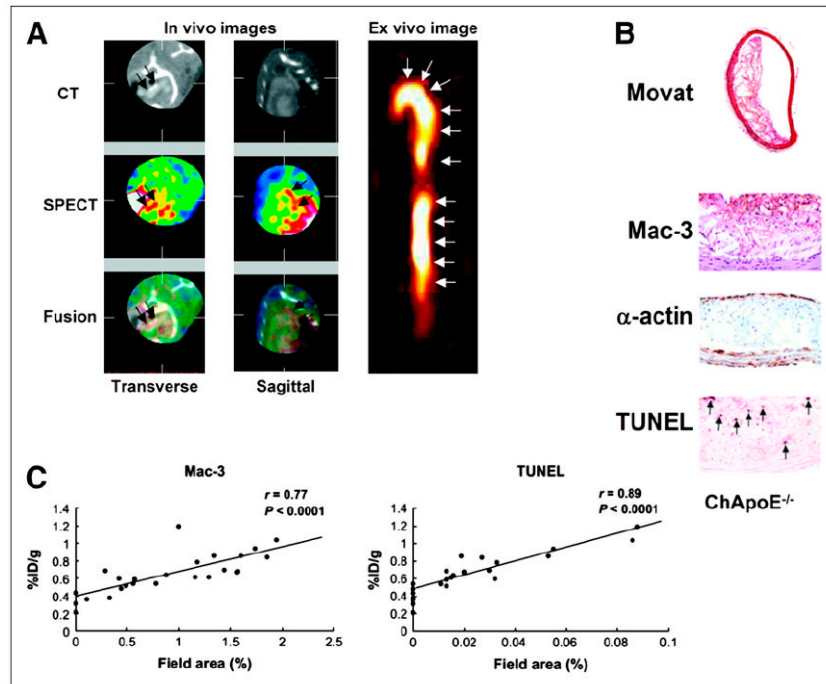 A
In vivo images
Ex vivo image
CT
SPECT
Fusion
Transverse
Sagittal
B
Movat
Mac-3
α-actin
TUNEL
ChApoE-/-
C
Mac-3
r = 0.77
P < 0.0001
%ID/g
1.4
1.2
1
0.8
0.6
0.4
0.2
0
0 0.5 1 1.5 2 2.5
Field area (%)
TUNEL
r = 0.89
P < 0.0001
%ID/g
1.4
1.2
1
0.8
0.6
0.4
0.2
0
0 0.02 0.04 0.06 0.08 0.1
Field area (%)